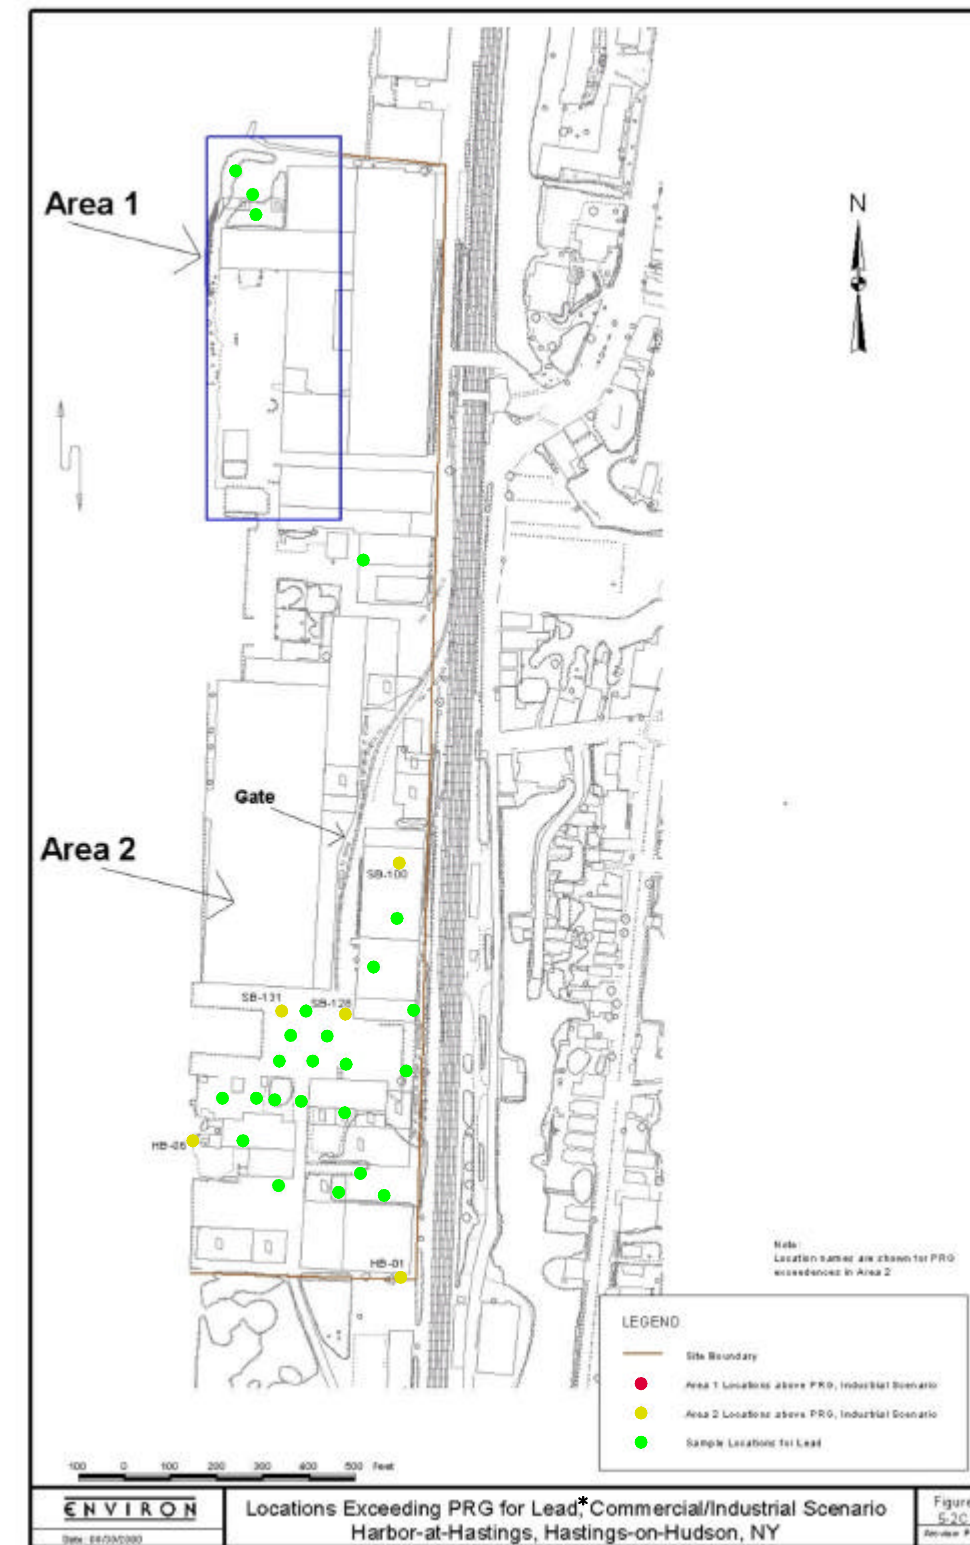 Area 1
N
Gate
Area 2
SB-100
SB-131
SB-128
HB-01
Note:
Location names are shown for PRG
exceedences in Area 2
LEGEND
Site Boundary
Area 1 Locations above PRG, Industrial Scenario
Area 2 Locations above PRG, Industrial Scenario
Sample Locations for Lead
100 0 100 200 300 400 500 Feet
ENVIRON
Locations Exceeding PRG for Lead,* Commercial/Industrial Scenario
Harbor-at-Hastings, Hastings-on-Hudson, NY
Figure
5-2C
Date: